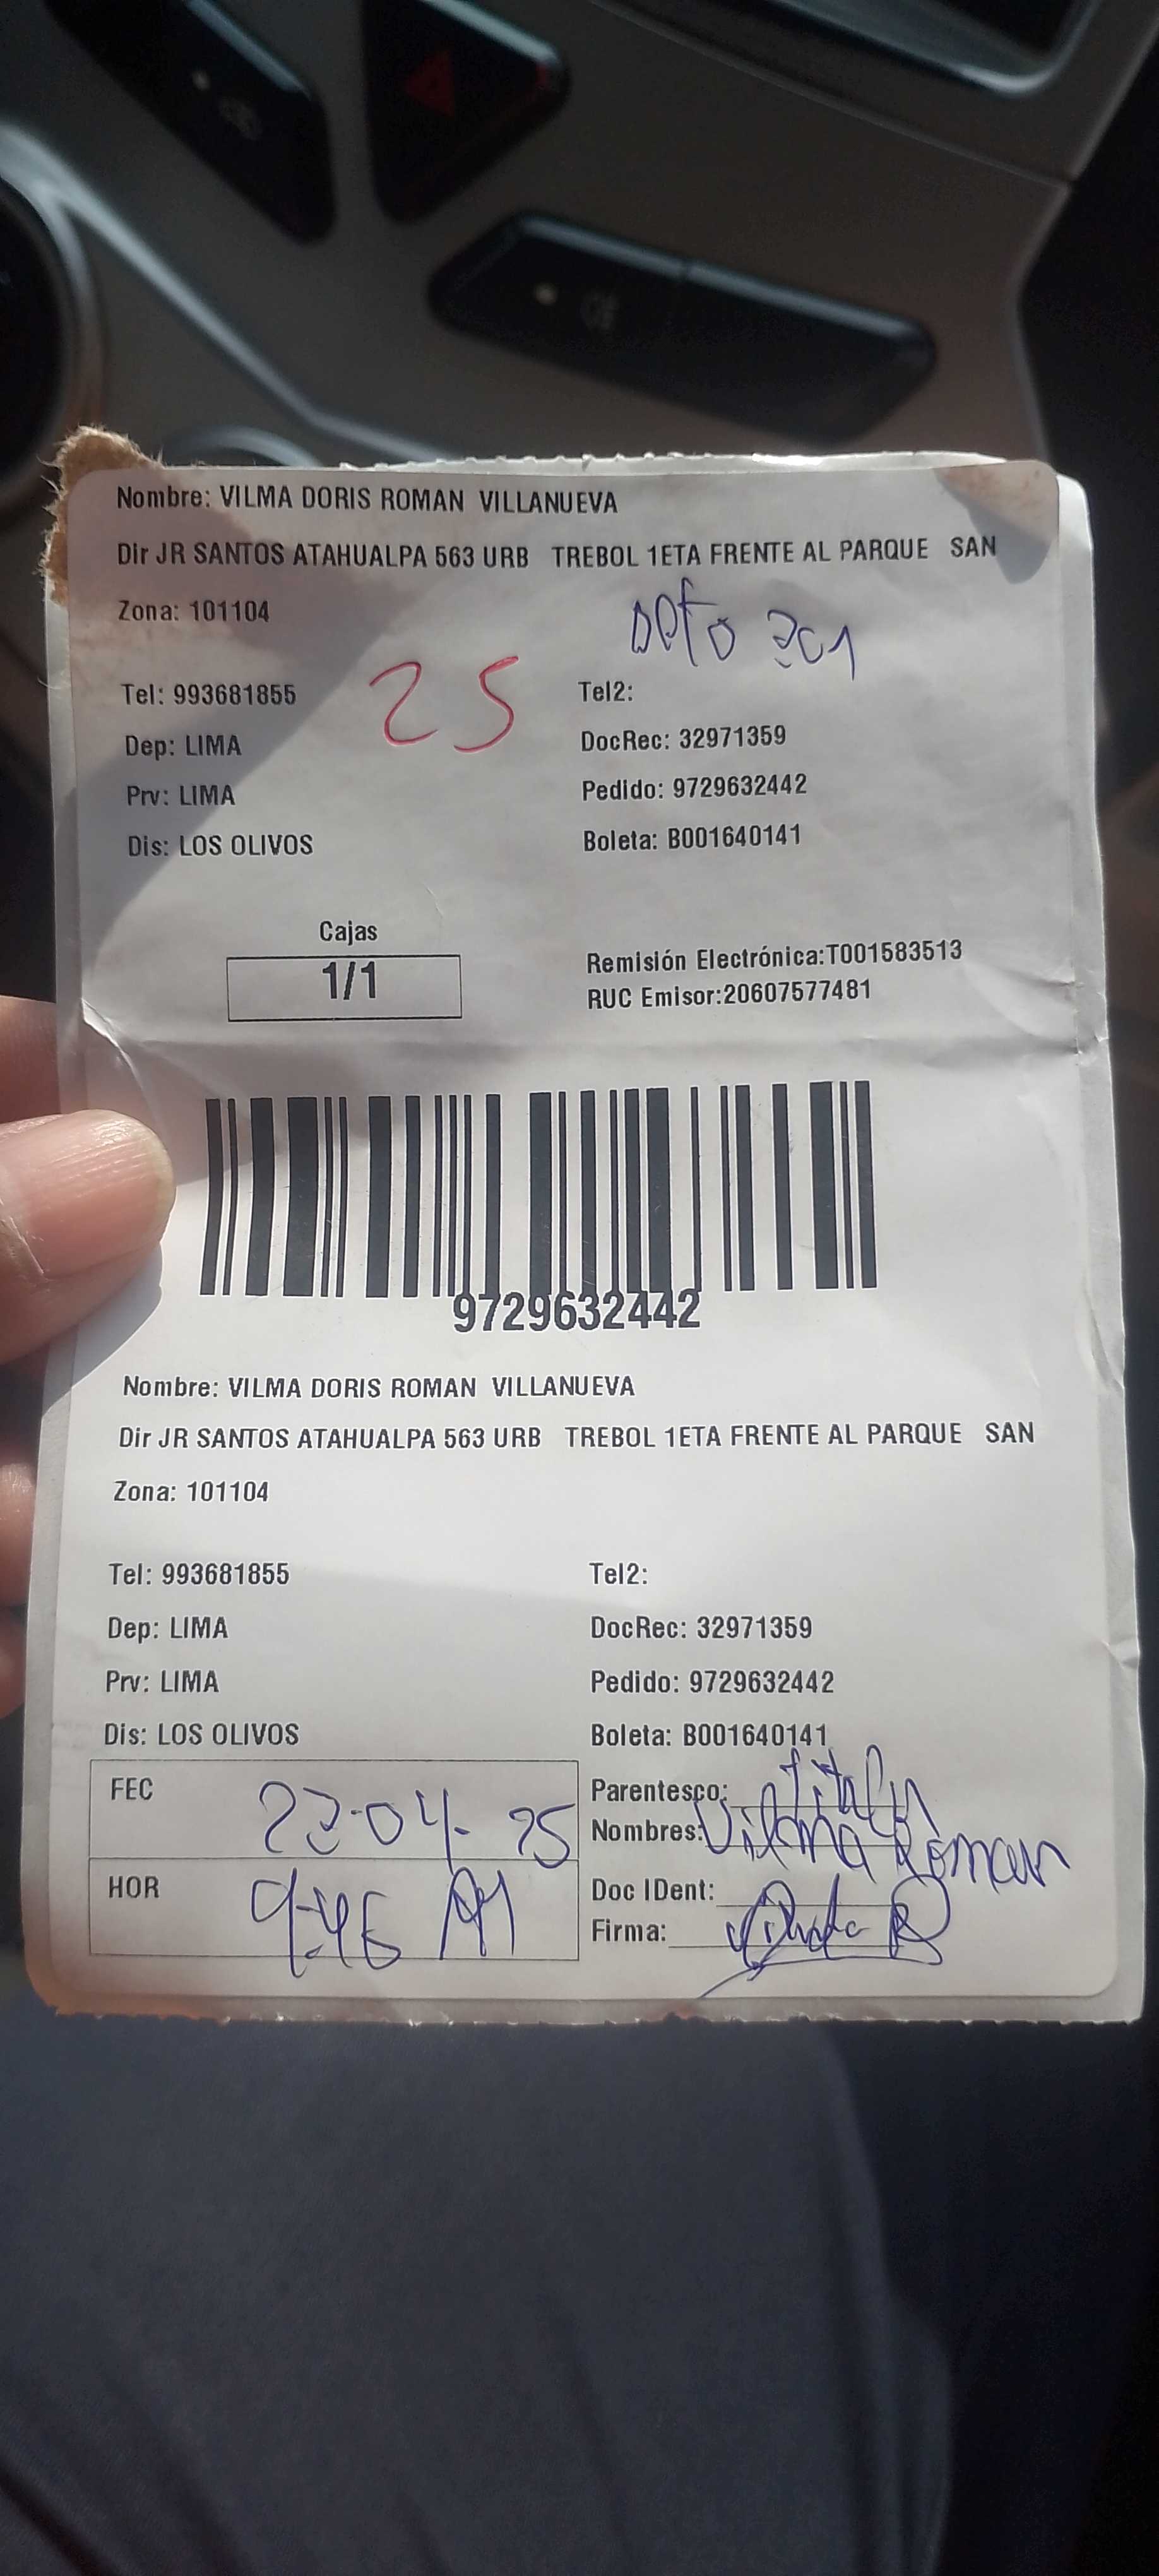 Nombre: VILMA DORIS ROMAN VILLANUEVA
Dir JR SANTOS ATAHUALPA 563 URB TREBOL 1ETA FRENTE AL PARQUE SAN
Zona: 101104
Dpto 201
Tel: 993681855 25 Tel2:
Dep: LIMA DocRec: 32971359
Prv: LIMA Pedido: 9729632442
Dis: LOS OLIVOS Boleta: B001640141
Cajas
1/1
Remisión Electrónica:T001583513
RUC Emisor:20607577481
9729632442
Nombre: VILMA DORIS ROMAN VILLANUEVA
Dir JR SANTOS ATAHUALPA 563 URB TREBOL 1ETA FRENTE AL PARQUE SAN
Zona: 101104
Tel: 993681855 Tel2:
Dep: LIMA DocRec: 32971359
Prv: LIMA Pedido: 9729632442
Dis: LOS OLIVOS Boleta: B001640141
FEC Parentesco: Titular
Nombres: Vilma Roman
HOR 9:46 AM Doc IDent:
Firma: